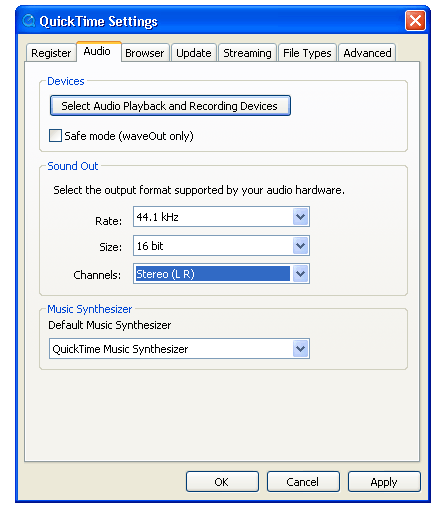 QuickTime Settings
Register Audio Browser Update Streaming File Types Advanced
Devices
Select Audio Playback and Recording Devices
Safe mode (waveOut only)
Sound Out
Select the output format supported by your audio hardware.
Rate: 44.1 kHz
Size: 16 bit
Channels: Stereo (L R)
Music Synthesizer
Default Music Synthesizer
QuickTime Music Synthesizer
OK Cancel Apply